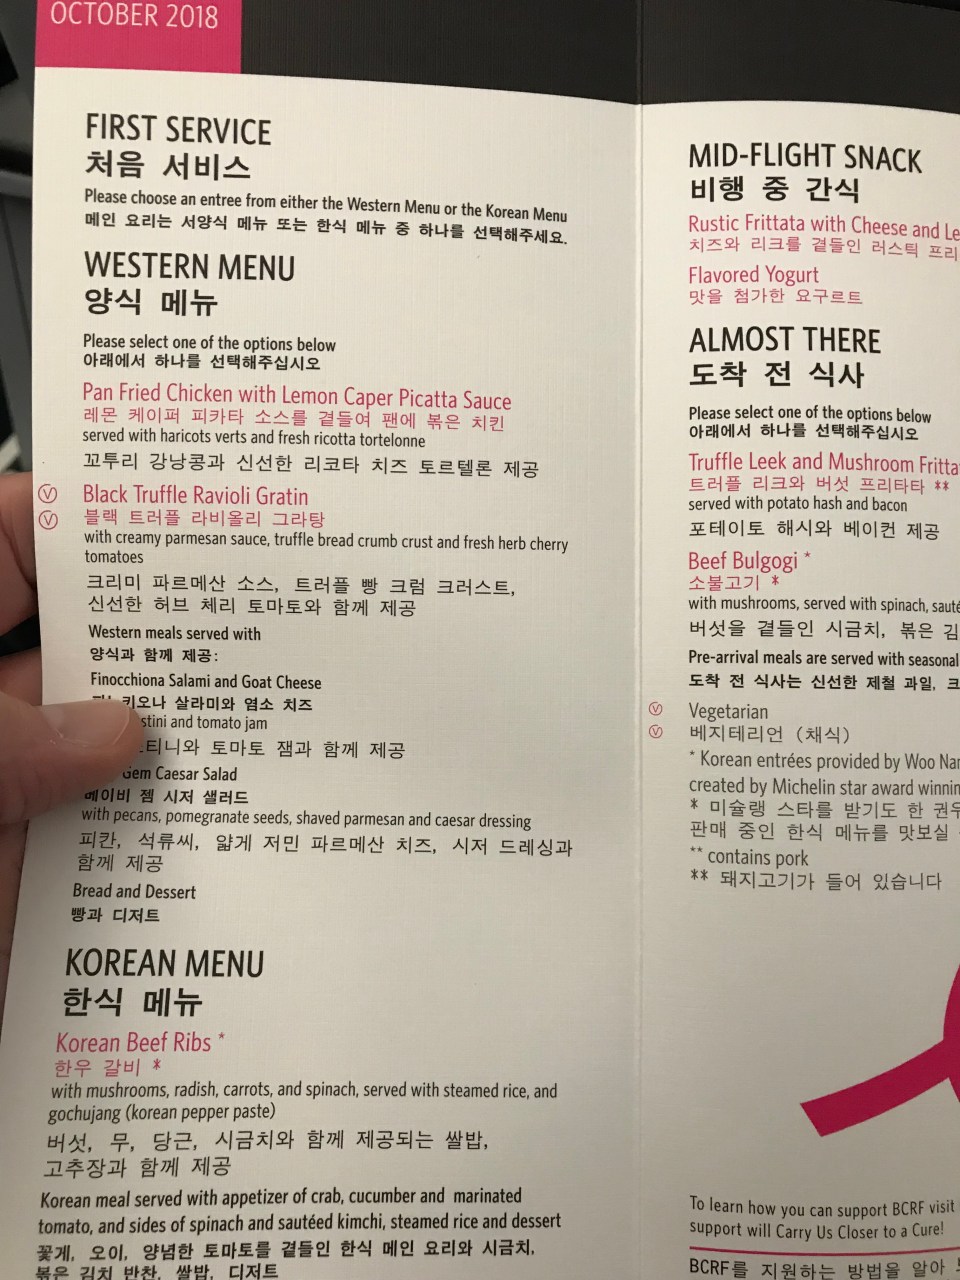 OCTOBER 2018
FIRST SERVICE
처음 서비스
Please choose an entree from either the Western Menu or the Korean Menu
메인 요리는 서양식 메뉴 또는 한식 메뉴 중 하나를 선택해주세요.
WESTERN MENU
양식 메뉴
Please select one of the options below
아래에서 하나를 선택해주십시오
Pan Fried Chicken with Lemon Caper Picatta Sauce
레몬 케이퍼 피카타 소스를 곁들여 팬에 볶은 치킨
served with haricots verts and fresh ricotta tortelonne
꼬투리 강낭콩과 신선한 리코타 치즈 토르텔론 제공
Ⓥ Black Truffle Ravioli Gratin
Ⓥ 블랙 트러플 라비올리 그라탕
with creamy parmesan sauce, truffle bread crumb crust and fresh herb cherry
tomatoes
크리미 파르메산 소스, 트러플 빵 크럼 크러스트,
신선한 허브 체리 토마토와 함께 제공
Western meals served with
양식과 함께 제공:
Finocchiona Salami and Goat Cheese
살라미와 염소 치즈
and tomato jam
토마토 잼과 함께 제공
Gem Caesar Salad
베이비 젬 시저 샐러드
with pecans, pomegranate seeds, shaved parmesan and caesar dressing
피칸, 석류씨, 얇게 저민 파르메산 치즈, 시저 드레싱과
함께 제공
Bread and Dessert
빵과 디저트
KOREAN MENU
한식 메뉴
Korean Beef Ribs *
한우 갈비 *
with mushrooms, radish, carrots, and spinach, served with steamed rice, and
gochujang (korean pepper paste)
버섯, 무, 당근, 시금치와 함께 제공되는 쌀밥,
고추장과 함께 제공
Korean meal served with appetizer of crab, cucumber and marinated
tomato, and sides of spinach and sautéed kimchi, steamed rice and dessert
꽃게, 오이, 양념한 토마토를 곁들인 한식 메인 요리와 시금치,
볶은 김치 반찬, 쌀밥, 디저트
MID-FLIGHT SNACK
비행 중 간식
Rustic Frittata with Cheese and
치즈와 리크를 곁들인 러스틱
Flavored Yogurt
맛을 첨가한 요구르트
ALMOST THERE
도착 전 식사
Please select one of the options below
아래에서 하나를 선택해주십시오
Truffle Leek and Mushroom
트러플 리크와 버섯 프리타타 **
served with potato hash and bacon
포테이토 해시와 베이컨 제공
Beef Bulgogi *
소불고기 *
with mushrooms, served with spinach,
버섯을 곁들인 시금치, 볶은
Pre-arrival meals are served with seasonal
도착 전 식사는 신선한 제철 과일,
Ⓥ Vegetarian
Ⓥ 베지테리언 (채식)
* Korean entrées provided by Woo
created by Michelin star award
* 미슐랭 스타를 받기도 한
판매 중인 한식 메뉴를 맛보실
** contains pork
** 돼지고기가 들어 있습니다
To learn how you can support BCRF visit
support will Carry Us Closer to a Cure!
BCRF를 지원하는 방법을 알아